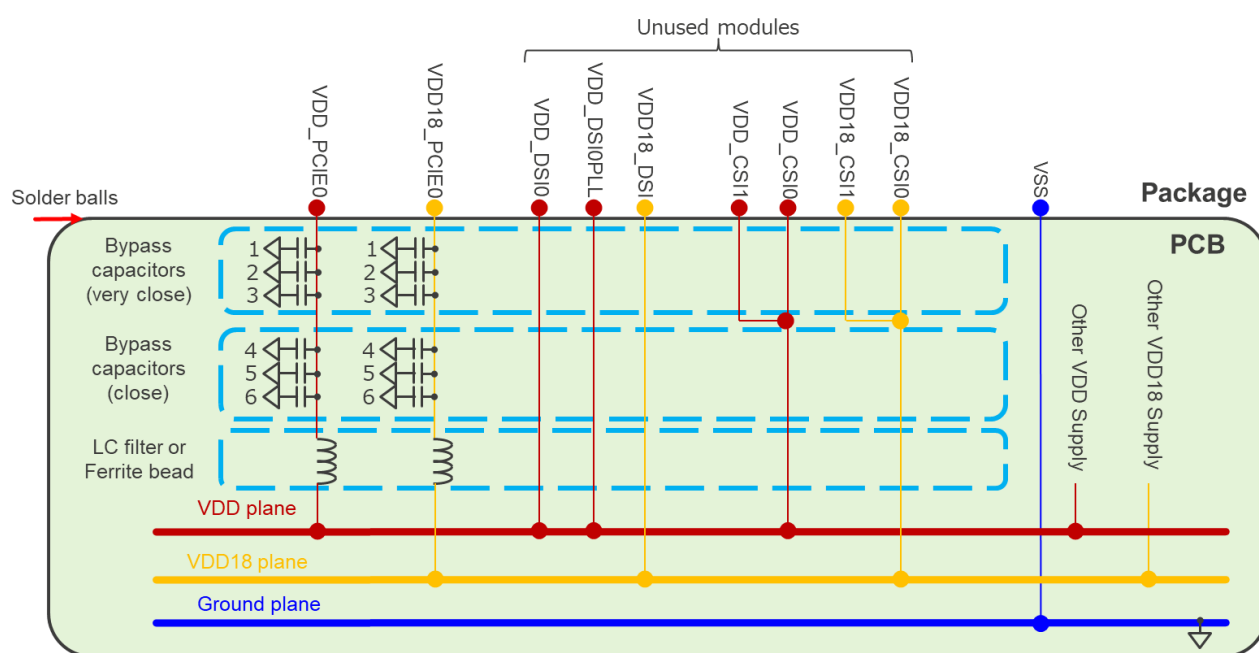 Unused modules
VDD_PCIE0
VDD18_PCIE0
VDD_DSI0
VDD_DSI0PLL
VDD18_DSI
VDD_CSI1
VDD_CSI0
VDD18_CSI1
VDD18_CSI0
VSS
Solder balls
Package
PCB
Bypass
capacitors
(very close)
1
2
3
1
2
3
Bypass
capacitors
(close)
4
5
6
4
5
6
Other VDD
Supply
Other VDD18
Supply
LC filter or
Ferrite bead
VDD plane
VDD18 plane
Ground plane